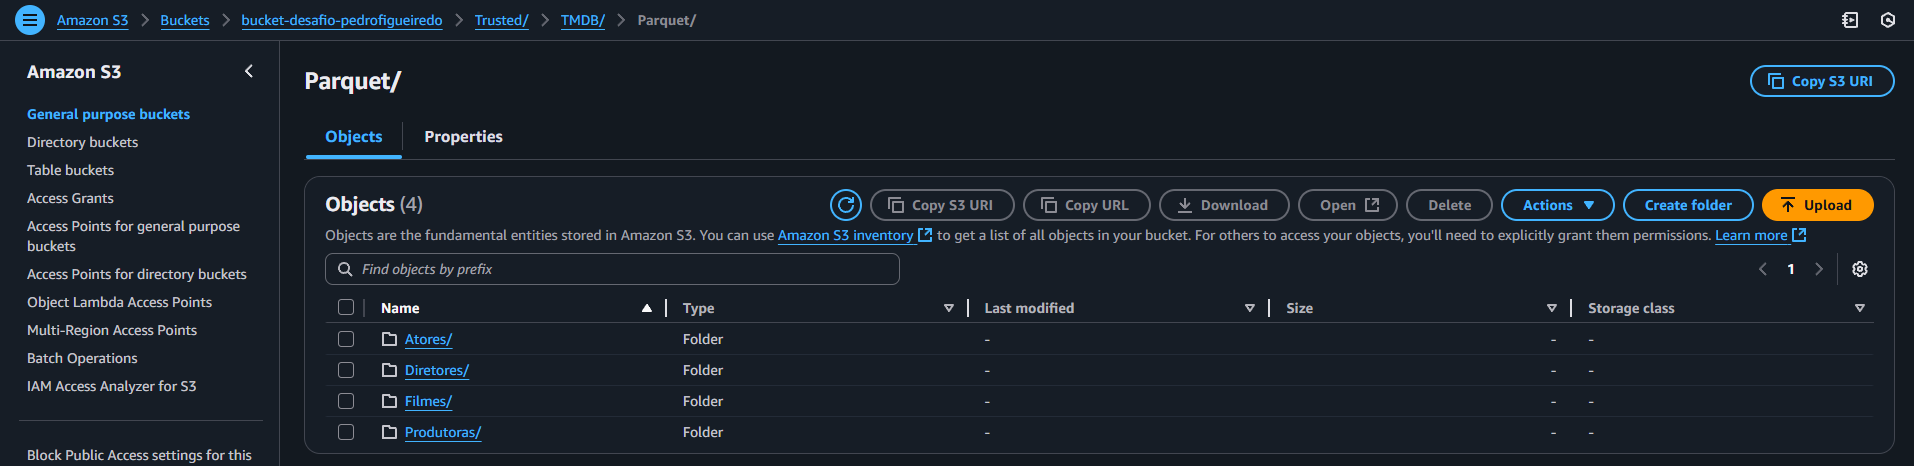 Amazon S3 > Buckets > bucket-desafio-pedrofigueiredo > Trusted/ > TMDB/ > Parquet/
Amazon S3
General purpose buckets
Directory buckets
Table buckets
Access Grants
Access Points for general purpose
buckets
Access Points for directory buckets
Object Lambda Access Points
Multi-Region Access Points
Batch Operations
IAM Access Analyzer for S3
Block Public Access settings for this
Parquet/
Copy S3 URI
Objects Properties
Objects (4)
Copy S3 URI Copy URL Download Open Delete Actions Create folder Upload
Objects are the fundamental entities stored in Amazon S3. You can use Amazon S3 inventory to get a list of all objects in your bucket. For others to access your objects, you'll need to explicitly grant them permissions. Learn more
Find objects by prefix
1
Name Type Last modified Size Storage class
Atores/ Folder - - -
Diretores/ Folder - - -
Filmes/ Folder - - -
Produtoras/ Folder - - -